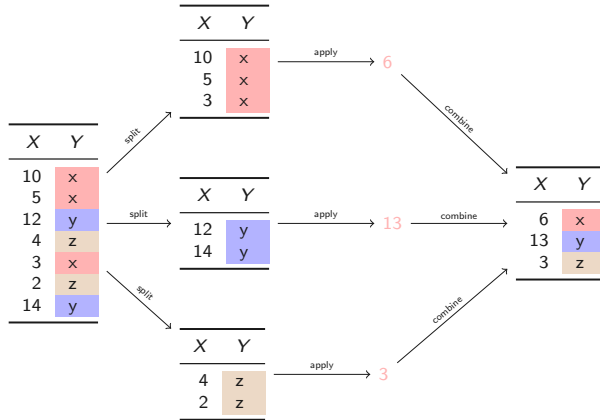 X Y
10 x
5 x
12 y
4 z
3 x
2 z
14 y
split
split
split
X Y
10 x
5 x
3 x
X Y
12 y
14 y
X Y
4 z
2 z
apply
6
apply
13
apply
3
combine
combine
combine
X Y
6 x
13 y
3 z